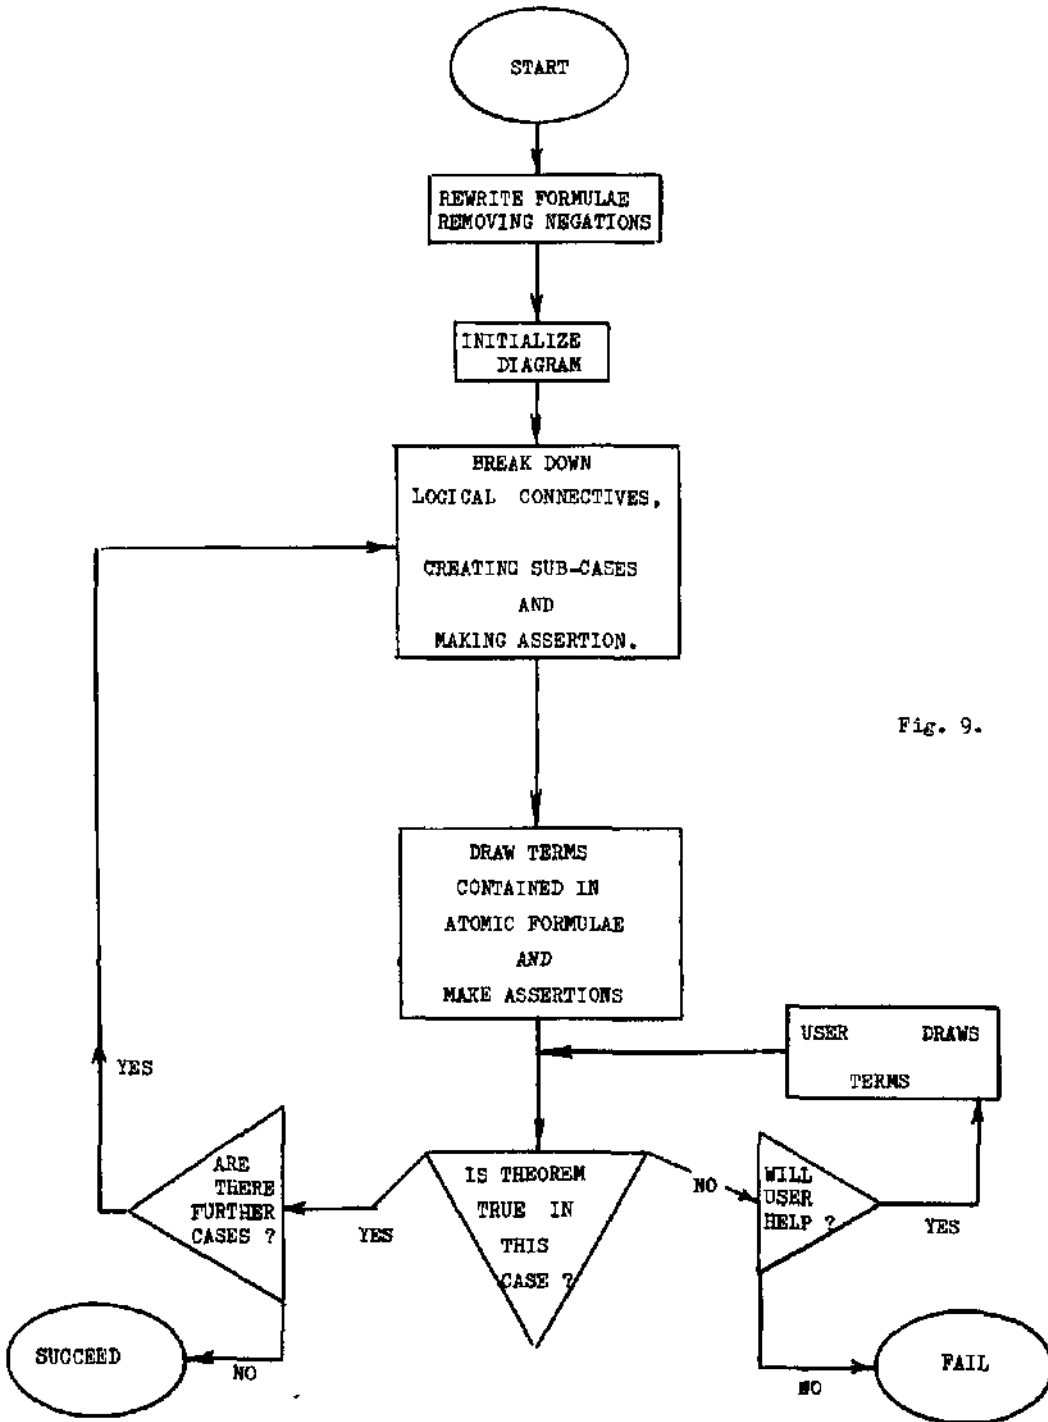 START
REWRITE FORMULAE
REMOVING NEGATIONS
INITIALIZE
DIAGRAM
BREAK DOWN
LOGICAL CONNECTIVES,
CREATING SUB-CASES
AND
MAKING ASSERTION.
Fig. 9.
DRAW TERMS
CONTAINED IN
ATOMIC FORMULAE
AND
MAKE ASSERTIONS
USER DRAWS
TERMS
YES
ARE
THERE
FURTHER
CASES ?
YES
IS THEOREM
TRUE IN
THIS
CASE ?
NO
WILL
USER
HELP ?
YES
SUCCEED
NO
NO
FAIL